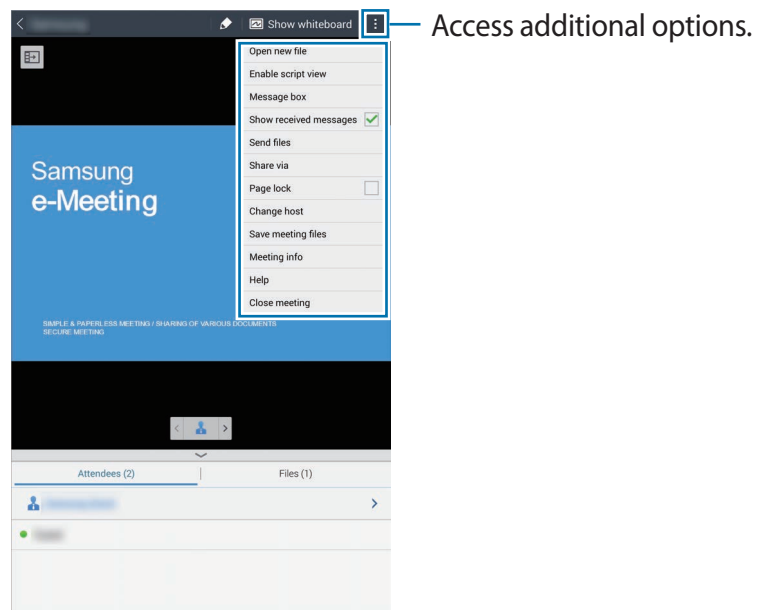 Show whiteboard
Access additional options.
Open new file
Enable script view
Message box
Show received messages
Send files
Share via
Page lock
Change host
Save meeting files
Meeting info
Help
Close meeting
Samsung
e-Meeting
SIMPLE & PAPERLESS MEETING / SHARING OF VARIOUS DOCUMENTS
SECURE MEETING
Attendees (2)
Files (1)